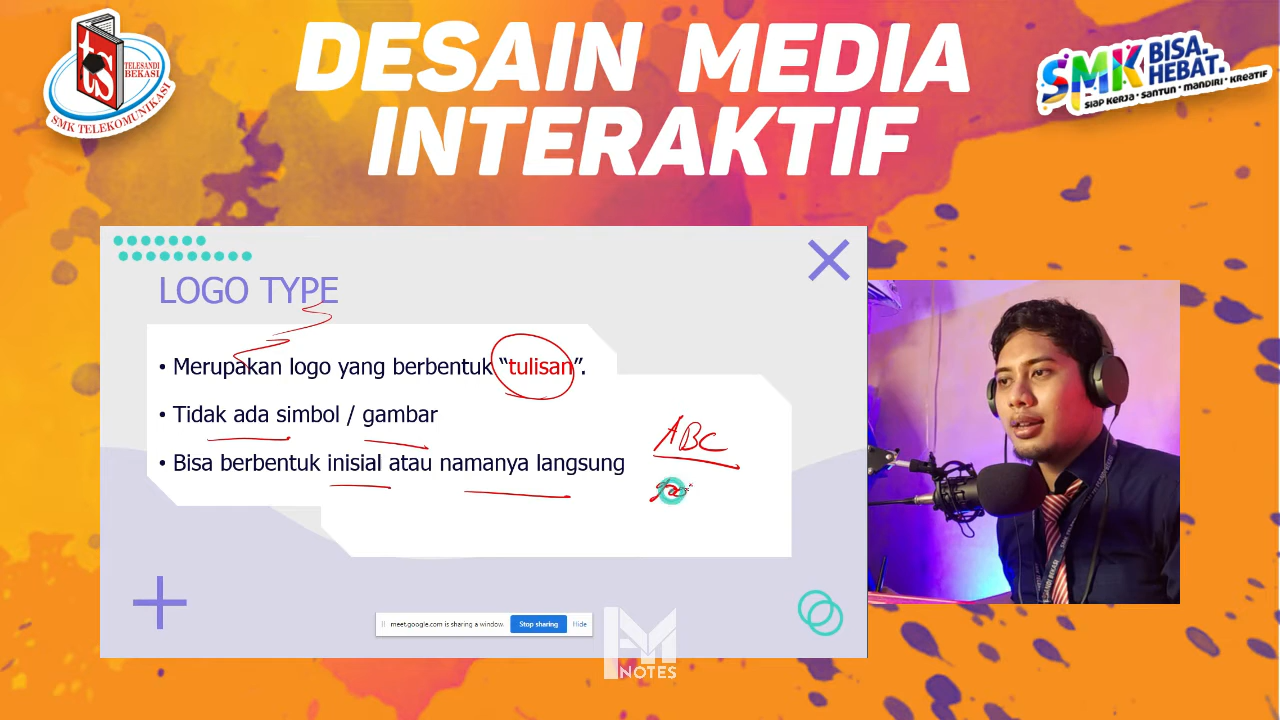 DESAIN MEDIA
INTERAKTIF
ts
TELESANDI
BEKASI
SMK TELEKOMUNIKASI
SMK BISA.
HEBAT.
SIAP KERJA • SANTUN • MANDIRI • KREATIF
LOGO TYPE
• Merupakan logo yang berbentuk “tulisan”.
• Tidak ada simbol / gambar
• Bisa berbentuk inisial atau namanya langsung
ABC
meet.google.com is sharing a window.
Stop sharing
Hide
FM
NOTES